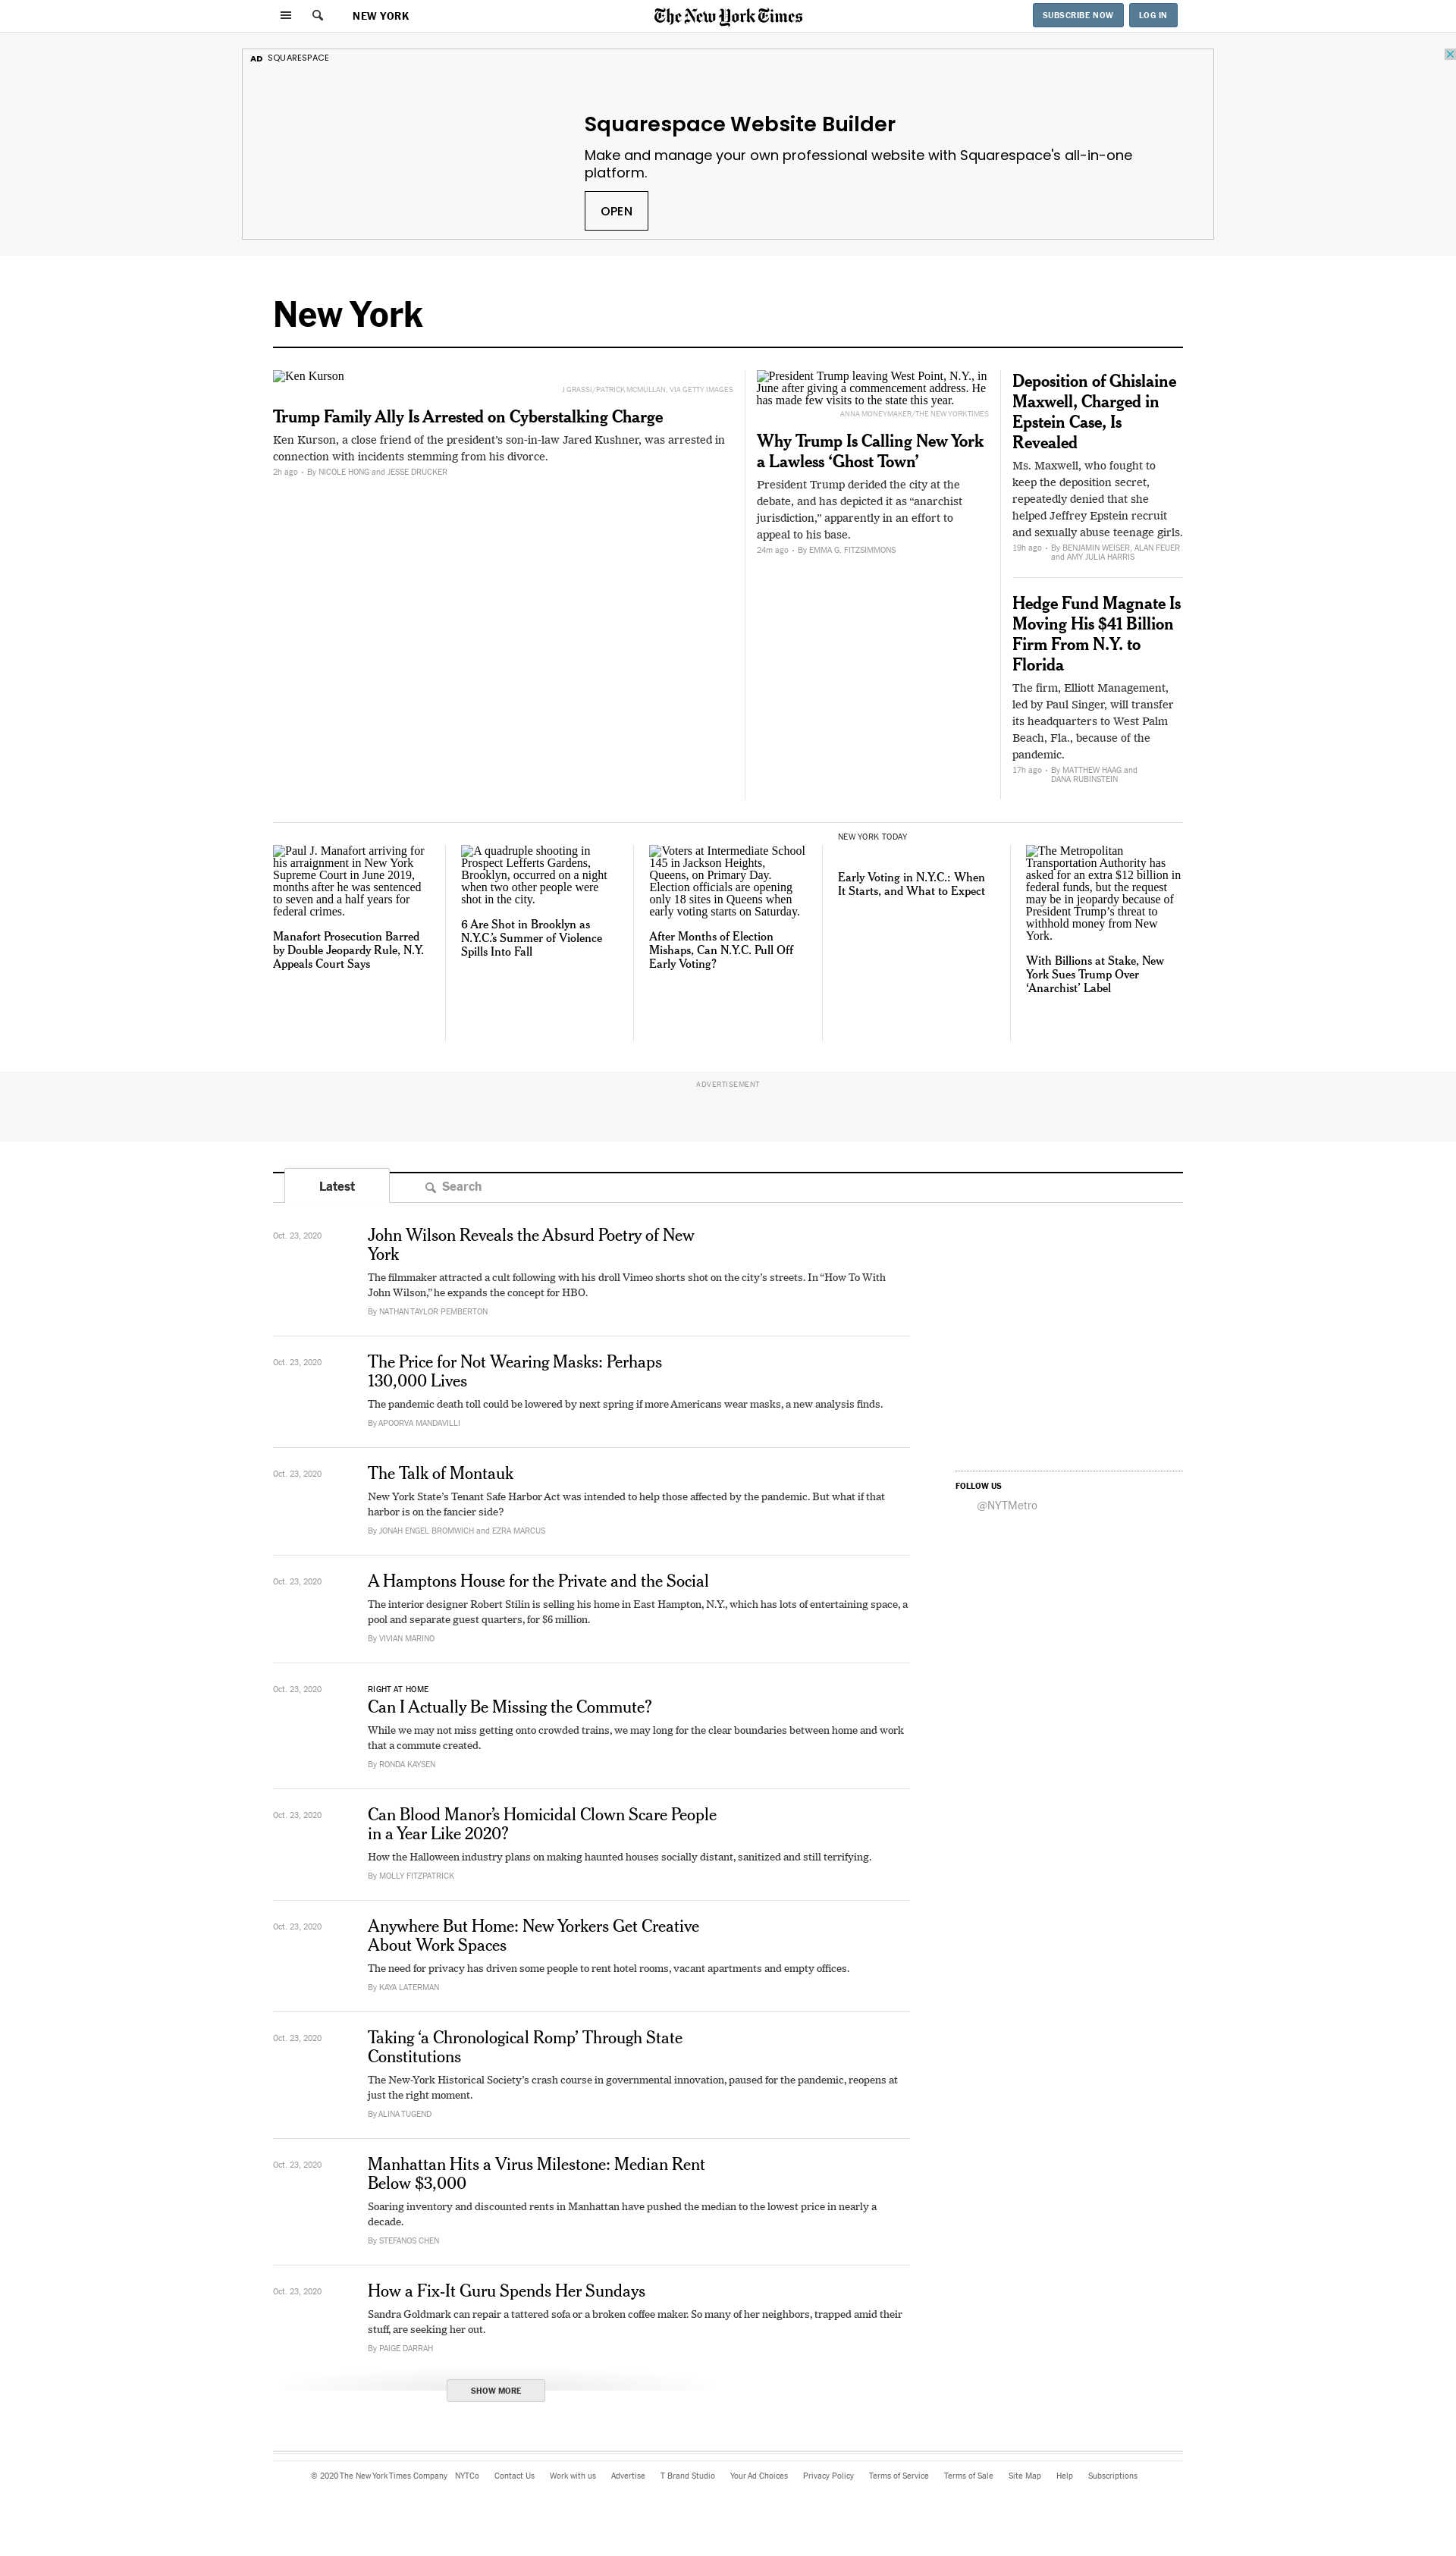 NEW YORK
The New York Times
SUBSCRIBE NOW
LOG IN
AD SQUARESPACE
Squarespace Website Builder
Make and manage your own professional website with Squarespace's all-in-one
platform.
OPEN
New York
Ken Kurson
J GRASSI/PATRICK MCMULLAN, VIA GETTY IMAGES
Trump Family Ally Is Arrested on Cyberstalking Charge
Ken Kurson, a close friend of the president’s son-in-law Jared Kushner, was arrested in
connection with incidents stemming from his divorce.
2h ago • By NICOLE HONG and JESSE DRUCKER
President Trump leaving West Point, N.Y., in
June after giving a commencement address. He
has made few visits to the state this year.
ANNA MONEYMAKER/THE NEW YORK TIMES
Why Trump Is Calling New York
a Lawless ‘Ghost Town’
President Trump derided the city at the
debate, and has depicted it as “anarchist
jurisdiction,” apparently in an effort to
appeal to his base.
24m ago • By EMMA G. FITZSIMMONS
Deposition of Ghislaine
Maxwell, Charged in
Epstein Case, Is
Revealed
Ms. Maxwell, who fought to
keep the deposition secret,
repeatedly denied that she
helped Jeffrey Epstein recruit
and sexually abuse teenage girls.
19h ago • By BENJAMIN WEISER, ALAN FEUER
and AMY JULIA HARRIS
Hedge Fund Magnate Is
Moving His $41 Billion
Firm From N.Y. to
Florida
The firm, Elliott Management,
led by Paul Singer, will transfer
its headquarters to West Palm
Beach, Fla., because of the
pandemic.
17h ago • By MATTHEW HAAG and
DANA RUBINSTEIN
Paul J. Manafort arriving for
his arraignment in New York
Supreme Court in June 2019,
months after he was sentenced
to seven and a half years for
federal crimes.
Manafort Prosecution Barred
by Double Jeopardy Rule, N.Y.
Appeals Court Says
A quadruple shooting in
Prospect Lefferts Gardens,
Brooklyn, occurred on a night
when two other people were
shot in the city.
6 Are Shot in Brooklyn as
N.Y.C.’s Summer of Violence
Spills Into Fall
Voters at Intermediate School
145 in Jackson Heights,
Queens, on Primary Day.
Election officials are opening
only 18 sites in Queens when
early voting starts on Saturday.
After Months of Election
Mishaps, Can N.Y.C. Pull Off
Early Voting?
NEW YORK TODAY
Early Voting in N.Y.C.: When
It Starts, and What to Expect
The Metropolitan
Transportation Authority has
asked for an extra $12 billion in
federal funds, but the request
may be in jeopardy because of
President Trump’s threat to
withhold money from New
York.
With Billions at Stake, New
York Sues Trump Over
‘Anarchist’ Label
ADVERTISEMENT
Latest
Search
Oct. 23, 2020
John Wilson Reveals the Absurd Poetry of New
York
The filmmaker attracted a cult following with his droll Vimeo shorts shot on the city’s streets. In “How To With
John Wilson,” he expands the concept for HBO.
By NATHAN TAYLOR PEMBERTON
Oct. 23, 2020
The Price for Not Wearing Masks: Perhaps
130,000 Lives
The pandemic death toll could be lowered by next spring if more Americans wear masks, a new analysis finds.
By APOORVA MANDAVILLI
Oct. 23, 2020
The Talk of Montauk
New York State’s Tenant Safe Harbor Act was intended to help those affected by the pandemic. But what if that
harbor is on the fancier side?
By JONAH ENGEL BROMWICH and EZRA MARCUS
FOLLOW US
@NYTMetro
Oct. 23, 2020
A Hamptons House for the Private and the Social
The interior designer Robert Stilin is selling his home in East Hampton, N.Y., which has lots of entertaining space, a
pool and separate guest quarters, for $6 million.
By VIVIAN MARINO
Oct. 23, 2020
RIGHT AT HOME
Can I Actually Be Missing the Commute?
While we may not miss getting onto crowded trains, we may long for the clear boundaries between home and work
that a commute created.
By RONDA KAYSEN
Oct. 23, 2020
Can Blood Manor’s Homicidal Clown Scare People
in a Year Like 2020?
How the Halloween industry plans on making haunted houses socially distant, sanitized and still terrifying.
By MOLLY FITZPATRICK
Oct. 23, 2020
Anywhere But Home: New Yorkers Get Creative
About Work Spaces
The need for privacy has driven some people to rent hotel rooms, vacant apartments and empty offices.
By KAYA LATERMAN
Oct. 23, 2020
Taking ‘a Chronological Romp’ Through State
Constitutions
The New-York Historical Society’s crash course in governmental innovation, paused for the pandemic, reopens at
just the right moment.
By ALINA TUGEND
Oct. 23, 2020
Manhattan Hits a Virus Milestone: Median Rent
Below $3,000
Soaring inventory and discounted rents in Manhattan have pushed the median to the lowest price in nearly a
decade.
By STEFANOS CHEN
Oct. 23, 2020
How a Fix-It Guru Spends Her Sundays
Sandra Goldmark can repair a tattered sofa or a broken coffee maker. So many of her neighbors, trapped amid their
stuff, are seeking her out.
By PAIGE DARRAH
SHOW MORE
© 2020 The New York Times Company NYTCo Contact Us Work with us Advertise T Brand Studio Your Ad Choices Privacy Policy Terms of Service Terms of Sale Site Map Help Subscriptions